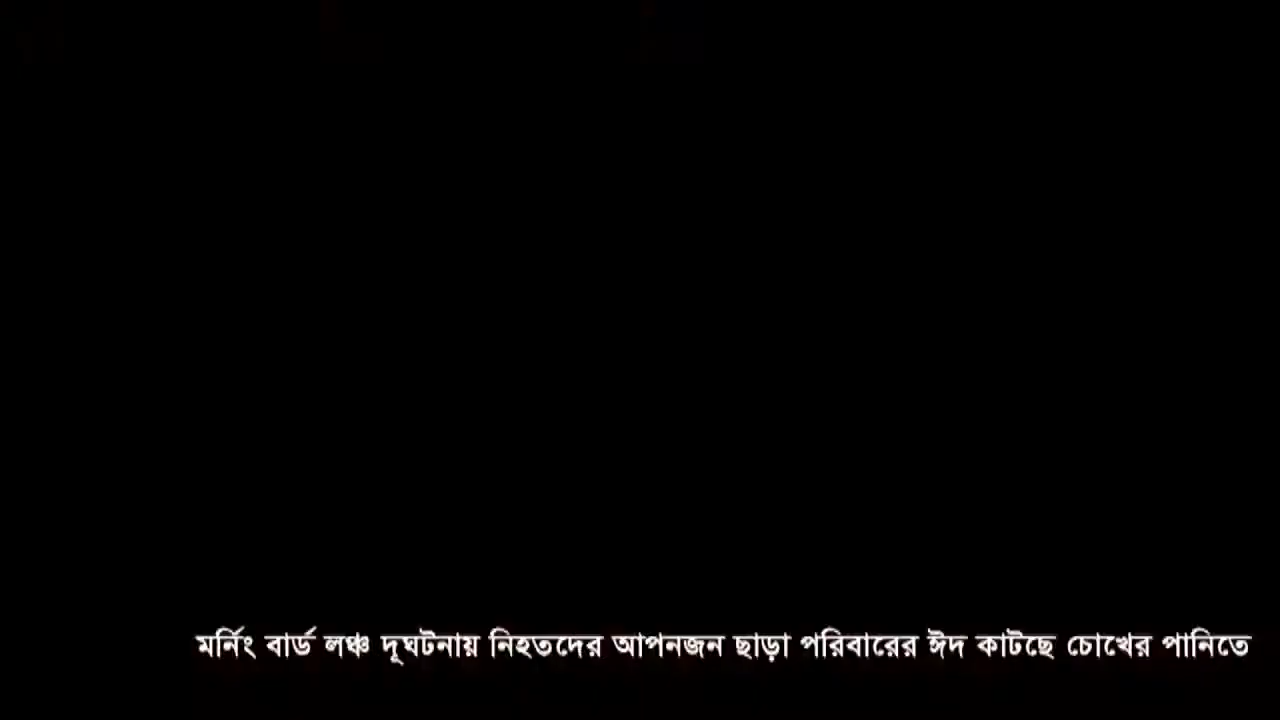 মর্নিং বার্ড লঞ্চ দূঘটনায় নিহতদের আপনজন ছাড়া পরিবারের ঈদ কাটছে চোখের পানিতে